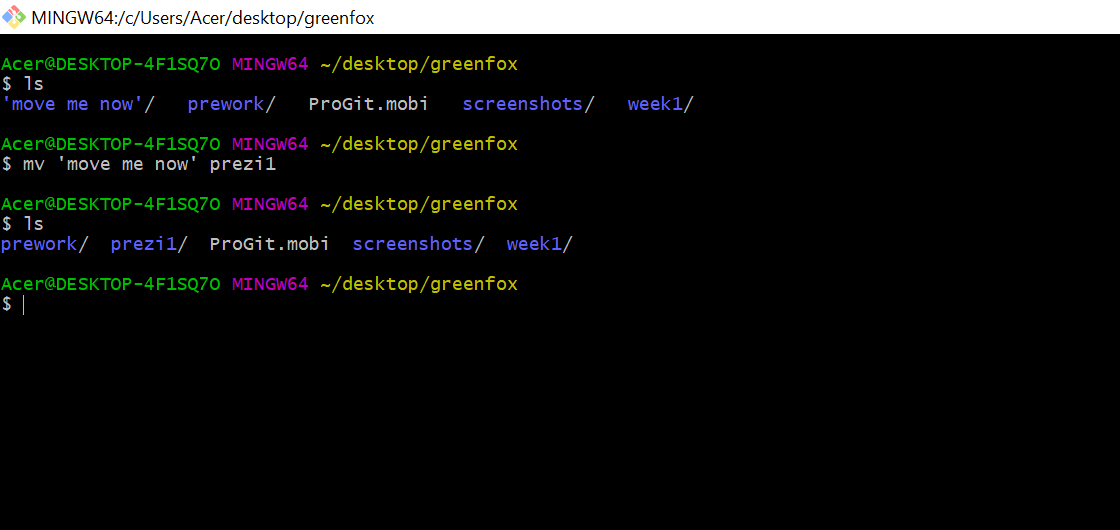 MINGW64:/c/Users/Acer/desktop/greenfox
Acer@DESKTOP-4F1SQ7O MINGW64 ~/desktop/greenfox
$ ls
'move me now'/   prework/   ProGit.mobi   screenshots/   week1/
Acer@DESKTOP-4F1SQ7O MINGW64 ~/desktop/greenfox
$ mv 'move me now' prezi1
Acer@DESKTOP-4F1SQ7O MINGW64 ~/desktop/greenfox
$ ls
prework/  prezi1/  ProGit.mobi  screenshots/  week1/
Acer@DESKTOP-4F1SQ7O MINGW64 ~/desktop/greenfox
$